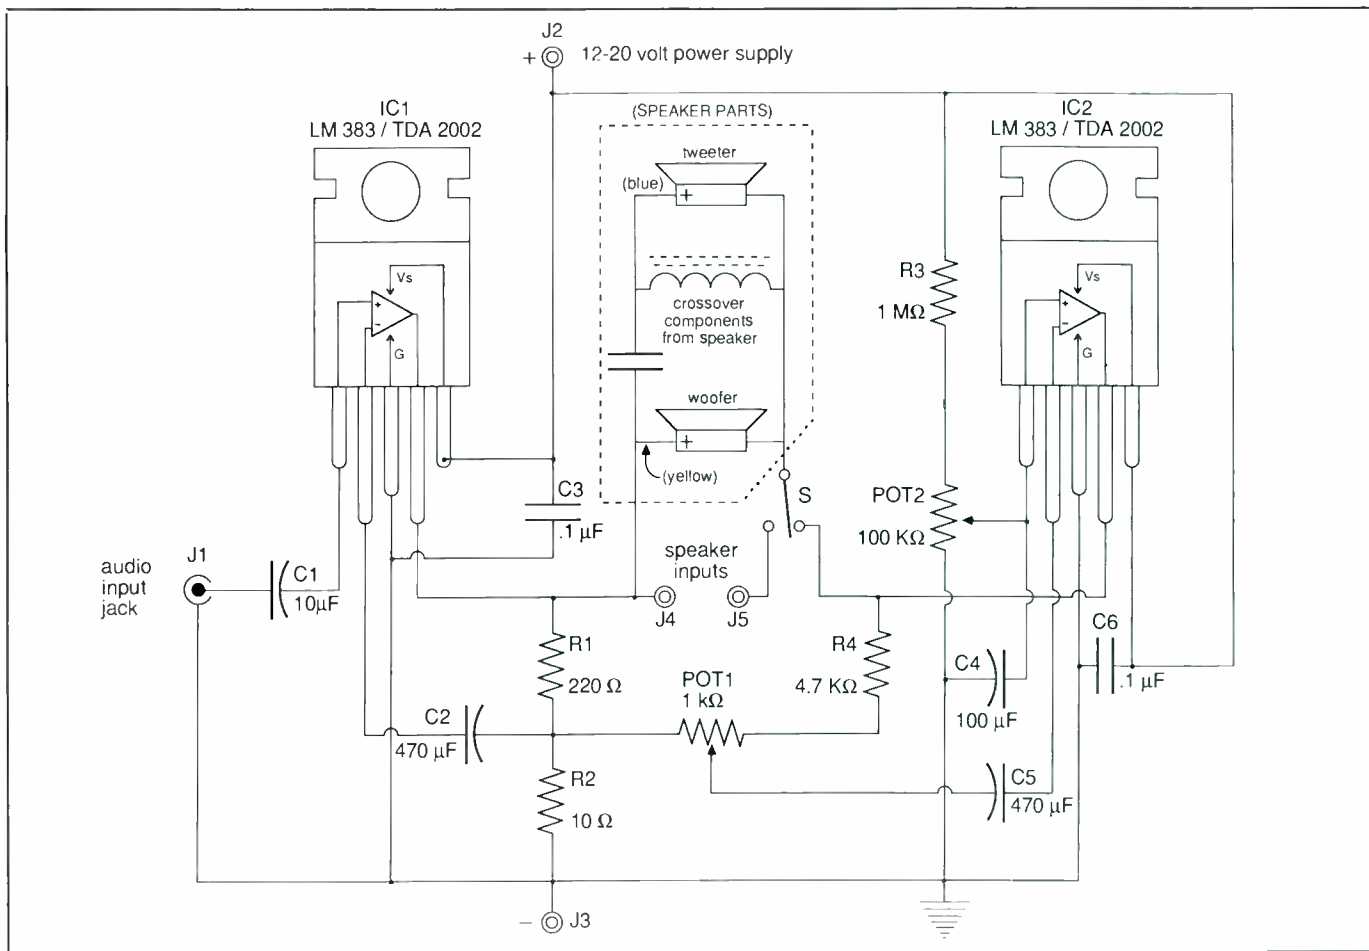 J2
+ 12-20 volt power supply
IC1
LM 383 / TDA 2002
(SPEAKER PARTS)
IC2
LM 383 / TDA 2002
tweeter
(blue)
+
Vs
+
-
G
crossover
components
from speaker
R3
1 MΩ
Vs
+
-
G
woofer
+
(yellow)
C3
.1 µF
S
POT2
100 KΩ
audio
input
jack
J1
C1
10µF
speaker
inputs
J4
J5
R1
220 Ω
R4
4.7 KΩ
C6
.1 µF
C4
100 µF
POT1
1 kΩ
C2
470 µF
R2
10 Ω
C5
470 µF
– J3